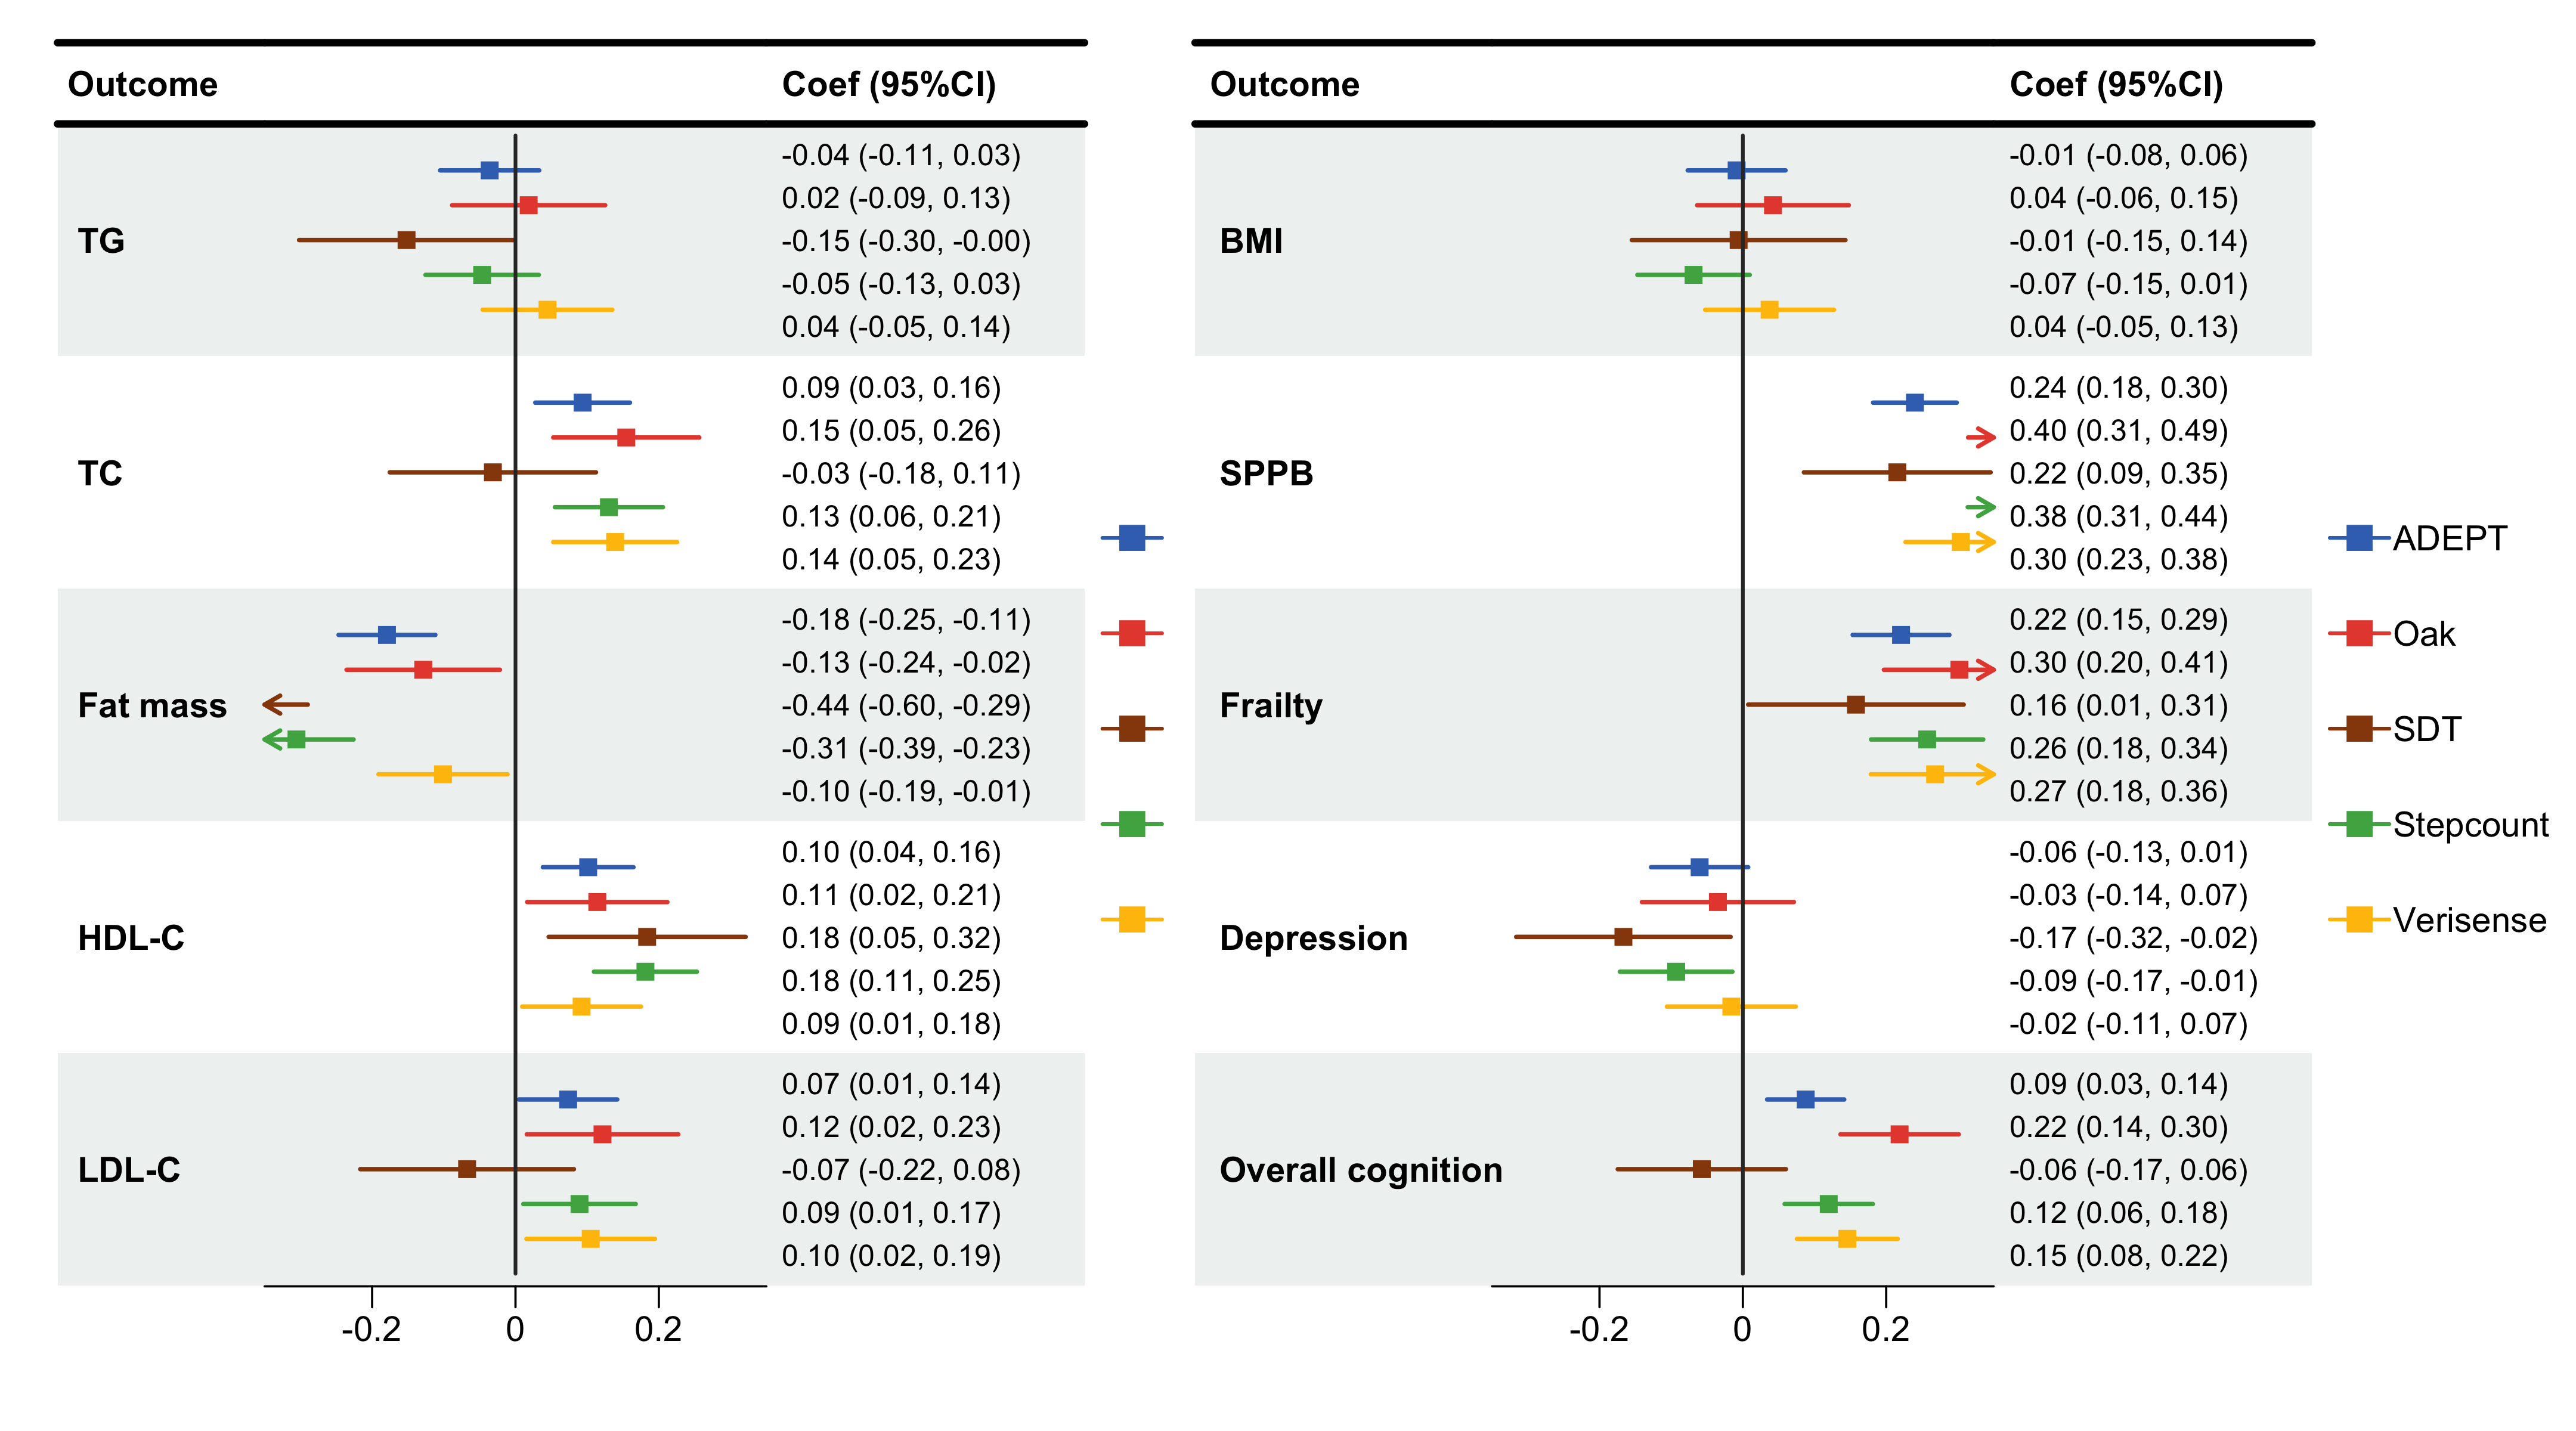 Outcome Coef (95%CI)
TG
-0.04 (-0.11, 0.03)
0.02 (-0.09, 0.13)
-0.15 (-0.30, -0.00)
-0.05 (-0.13, 0.03)
0.04 (-0.05, 0.14)
TC
0.09 (0.03, 0.16)
0.15 (0.05, 0.26)
-0.03 (-0.18, 0.11)
0.13 (0.06, 0.21)
0.14 (0.05, 0.23)
Fat mass
-0.18 (-0.25, -0.11)
-0.13 (-0.24, -0.02)
-0.44 (-0.60, -0.29)
-0.31 (-0.39, -0.23)
-0.10 (-0.19, -0.01)
HDL-C
0.10 (0.04, 0.16)
0.11 (0.02, 0.21)
0.18 (0.05, 0.32)
0.18 (0.11, 0.25)
0.09 (0.01, 0.18)
LDL-C
0.07 (0.01, 0.14)
0.12 (0.02, 0.23)
-0.07 (-0.22, 0.08)
0.09 (0.01, 0.17)
0.10 (0.02, 0.19)
-0.2 0 0.2
Outcome Coef (95%CI)
BMI
-0.01 (-0.08, 0.06)
0.04 (-0.06, 0.15)
-0.01 (-0.15, 0.14)
-0.07 (-0.15, 0.01)
0.04 (-0.05, 0.13)
SPPB
0.24 (0.18, 0.30)
0.40 (0.31, 0.49)
0.22 (0.09, 0.35)
0.38 (0.31, 0.44)
0.30 (0.23, 0.38)
Frailty
0.22 (0.15, 0.29)
0.30 (0.20, 0.41)
0.16 (0.01, 0.31)
0.26 (0.18, 0.34)
0.27 (0.18, 0.36)
Depression
-0.06 (-0.13, 0.01)
-0.03 (-0.14, 0.07)
-0.17 (-0.32, -0.02)
-0.09 (-0.17, -0.01)
-0.02 (-0.11, 0.07)
Overall cognition
0.09 (0.03, 0.14)
0.22 (0.14, 0.30)
-0.06 (-0.17, 0.06)
0.12 (0.06, 0.18)
0.15 (0.08, 0.22)
-0.2 0 0.2
ADEPT
Oak
SDT
Stepcount
Verisense